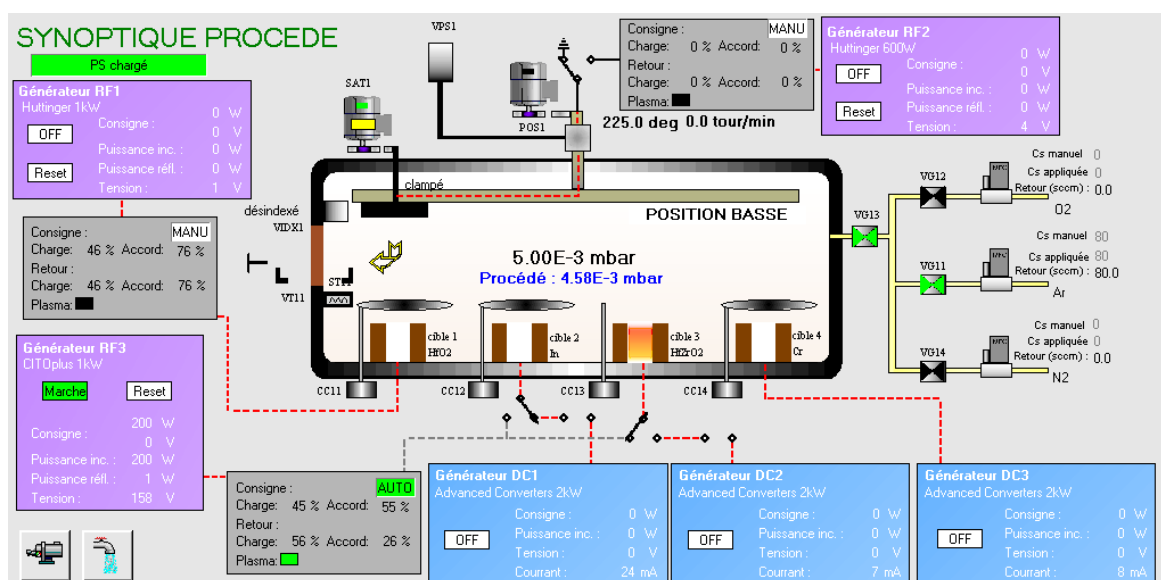 SYNOPTIQUE PROCEDE
PS chargé
Générateur RF1
Huttinger 1kW
0 W
Consigne :
0 V
OFF
Puissance inc. : 0 W
Puissance réfl. : 0 W
Reset
Tension : 1 V
Consigne : MANU
Charge: 46 % Accord: 76 %
Retour :
Charge: 46 % Accord: 76 %
Plasma:
Générateur RF3
CITOplus 1kW
Marche Reset
200 W
Consigne :
0 V
Puissance inc. : 200 W
Puissance réfl. : 1 W
Tension : 158 V
Consigne : AUTO
Charge: 45 % Accord: 55 %
Retour :
Charge: 56 % Accord: 26 %
Plasma:
VPS1
SAT1
POS1
Consigne : MANU
Charge: 0 % Accord: 0 %
Retour :
Charge: 0 % Accord: 0 %
Plasma:
225.0 deg 0.0 tour/min
Générateur RF2
Huttinger 600W
0 W
Consigne :
0 V
OFF
Puissance inc. : 0 W
Puissance réfl. : 0 W
Reset
Tension : 4 V
clampé
désindexé
VIDX1
POSITION BASSE
5.00E-3 mbar
Procédé : 4.58E-3 mbar
VT11
cible 1
HfO2
cible 2
In
cible 3
HfZrO2
cible 4
Cr
CC11
CC12
CC13
CC14
VG13
VG12
MFC
Cs manuel 0
Cs appliquée 0
Retour (sccm) : 0.0
O2
VG11
MFC
Cs manuel 80
Cs appliquée 80
Retour (sccm) : 80.0
Ar
VG14
MFC
Cs manuel 0
Cs appliquée 0
Retour (sccm) : 0.0
N2
Générateur DC1
Advanced Converters 2kW
Consigne : 0 W
OFF
Puissance inc. : 0 W
Tension : 0 V
Courrant : 24 mA
Générateur DC2
Advanced Converters 2kW
Consigne : 0 W
OFF
Puissance inc. : 0 W
Tension : 0 V
Courrant : 7 mA
Générateur DC3
Advanced Converters 2kW
Consigne : 0 W
OFF
Puissance inc. : 0 W
Tension : 0 V
Courrant : 8 mA